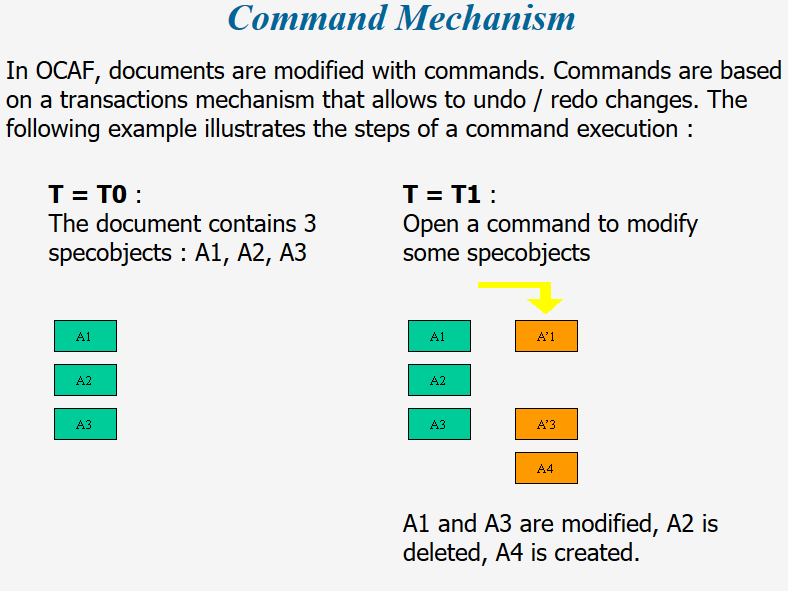 Command Mechanism
In OCAF, documents are modified with commands. Commands are based
on a transactions mechanism that allows to undo / redo changes. The
following example illustrates the steps of a command execution :
T = T0 :
The document contains 3
specobjects : A1, A2, A3
A1
A2
A3
T = T1 :
Open a command to modify
some specobjects
A1
A'1
A2
A3
A'3
A4
A1 and A3 are modified, A2 is
deleted, A4 is created.